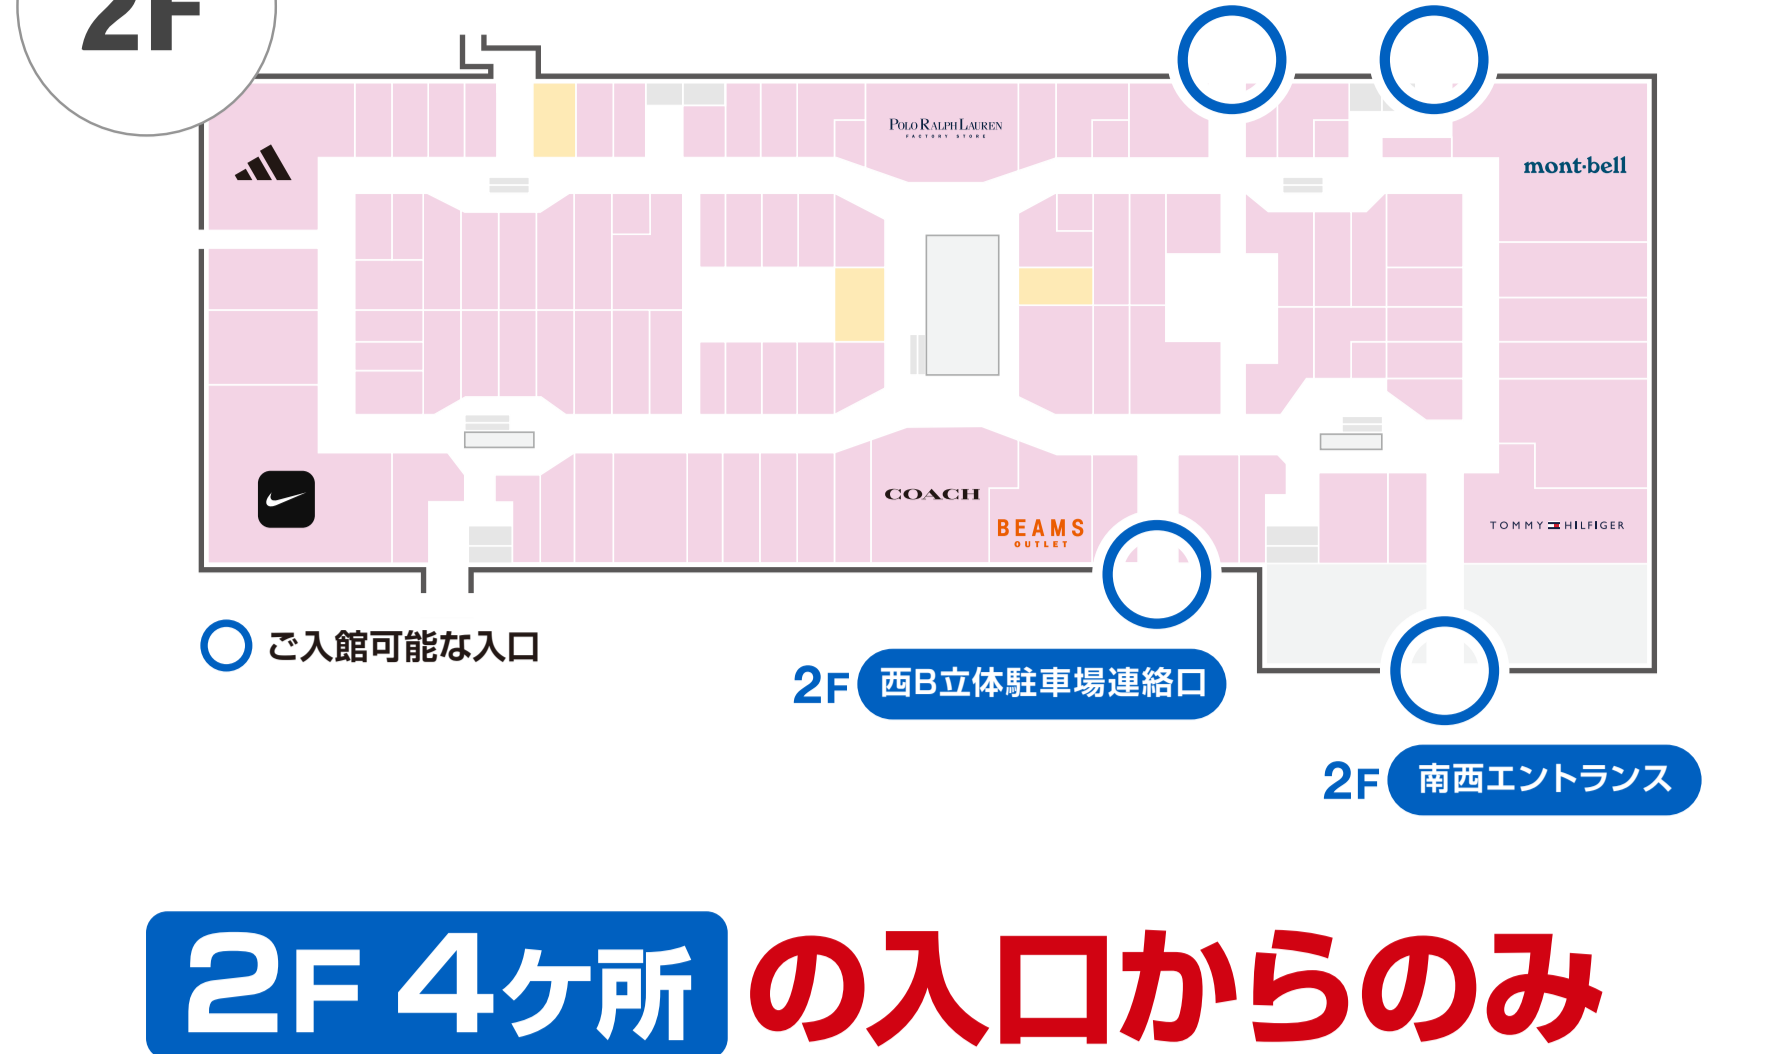 2F
POLO RALPH LAUREN
FACTORY STORE
mont·bell
COACH
BEAMS
OUTLET
TOMMY HILFIGER
ご入館可能な入口
2F 西B立体駐車場連絡口
2F 南西エントランス
2F 4ケ所の入口からのみ